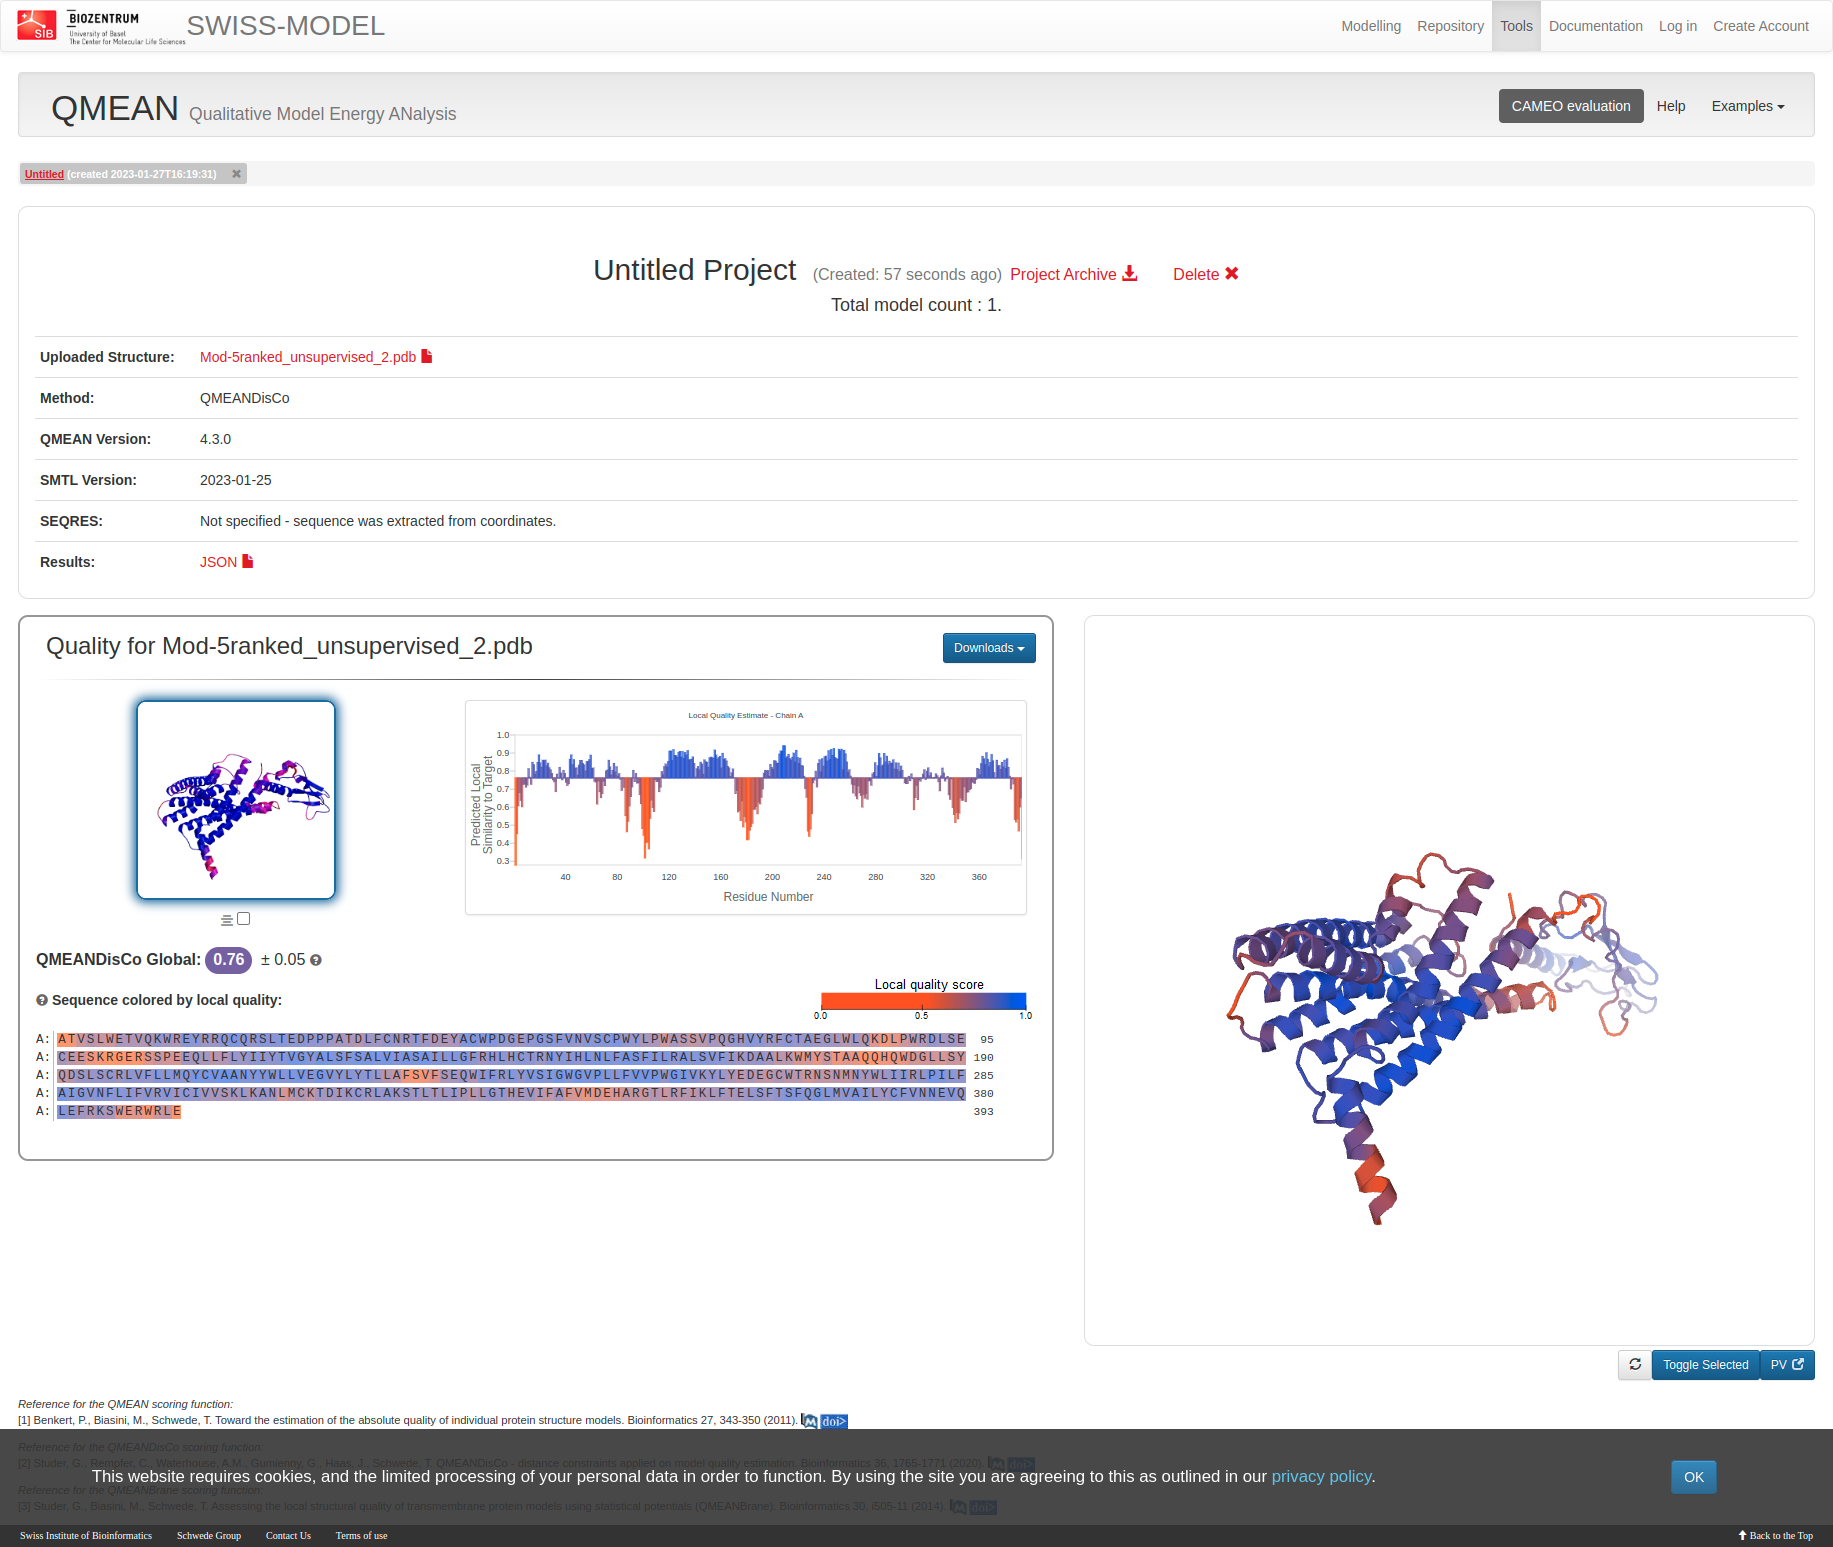 SIB
BIOZENTRUM
University of Basel
The Center for Molecular Life Sciences
SWISS-MODEL
Modelling Repository Tools Documentation Log in Create Account
QMEAN Qualitative Model Energy ANalysis
CAMEO evaluation Help Examples
Untitled (created 2023-01-27T16:19:31)
Untitled Project (Created: 57 seconds ago) Project Archive Delete
Total model count : 1.
Uploaded Structure: Mod-5ranked_unsupervised_2.pdb
Method: QMEANDisCo
QMEAN Version: 4.3.0
SMTL Version: 2023-01-25
SEQRES: Not specified - sequence was extracted from coordinates.
Results: JSON
Quality for Mod-5ranked_unsupervised_2.pdb
Downloads
Local Quality Estimate - Chain A
Predicted Local
Similarity to Target
1.0
0.9
0.8
0.7
0.6
0.5
0.4
0.3
40 80 120 160 200 240 280 320 360
Residue Number
QMEANDisCo Global: 0.76 ± 0.05
Sequence colored by local quality:
Local quality score
0.0 0.5 1.0
A: ATVSLWETVQKWREYRRQCQRSLTEDPPPATDLFCNRTFDEYACWPDGEPGSFVNVSCPWYLPWASSVPQGHVYRFCTAEGLWLQKDLPWRDLSE 95
A: CEESKRGERSSPEEQLLFLYIIYTVGYALSFSALVIASAILLGFRHLHCTRNYIHLNLFASFILRALSVFIKDAALKWMYSTAAQQHQWDGLLSY 190
A: QDSLSCRLVFLLMQYCVAANYYWLLVEGVYLYTLLAFSVFSEQWIFRLYVSIGWGVPLLFVVPWGIVKYLYEDEGCWTRNSNMNYWLIIRLPILF 285
A: AIGVNFLIFVRVICIVVSKLKANLMCKTDIKCRLAKSTLTLIPLLGTHEVIFAFVMDEHARGTLRFIKLFTELSFTSFQGLMVAILYCFVNNEVQ 380
A: LEFRKSWERWRLE 393
Toggle Selected PV
Reference for the QMEAN scoring function:
[1] Benkert, P., Biasini, M., Schwede, T. Toward the estimation of the absolute quality of individual protein structure models. Bioinformatics 27, 343-350 (2011). doi>
Reference for the QMEANDisCo scoring function:
[2] Studer, G., Rempfer, C., Waterhouse, A.M., Gumienny, G., Haas, J., Schwede, T. QMEANDisCo - distance constraints applied on model quality estimation. Bioinformatics 36, 1765-1771 (2020). doi>
This website requires cookies, and the limited processing of your personal data in order to function. By using the site you are agreeing to this as outlined in our privacy policy.
OK
Reference for the QMEANBrane scoring function:
[3] Studer, G., Biasini, M., Schwede, T. Assessing the local structural quality of transmembrane protein models using statistical potentials (QMEANBrane). Bioinformatics 30, i505-11 (2014). doi>
Swiss Institute of Bioinformatics Schwede Group Contact Us Terms of use Back to the Top